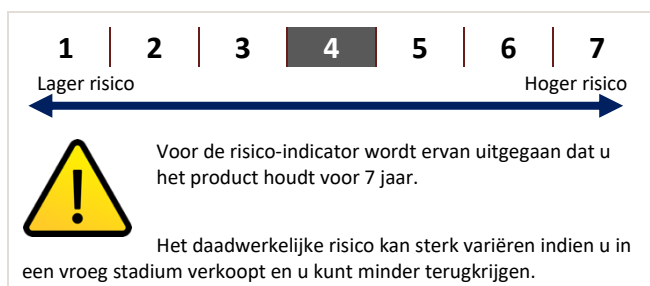 1 2 3 4 5 6 7
Lager risico Hoger risico
Voor de risico-indicator wordt ervan uitgegaan dat u
het product houdt voor 7 jaar.
Het daadwerkelijke risico kan sterk variëren indien u in
een vroeg stadium verkoopt en u kunt minder terugkrijgen.